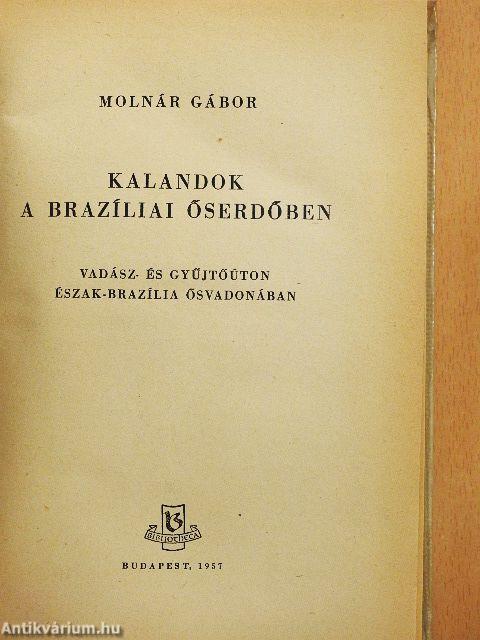 MOLNÁR GÁBOR
KALANDOK
A BRAZÍLIAI ŐSERDŐBEN
VADÁSZ- ÉS GYŰJTŐÚTON
ÉSZAK-BRAZÍLIA ŐSVADONÁBAN
B
BIBLIOTHECA
BUDAPEST, 1957
Antikvárium.hu